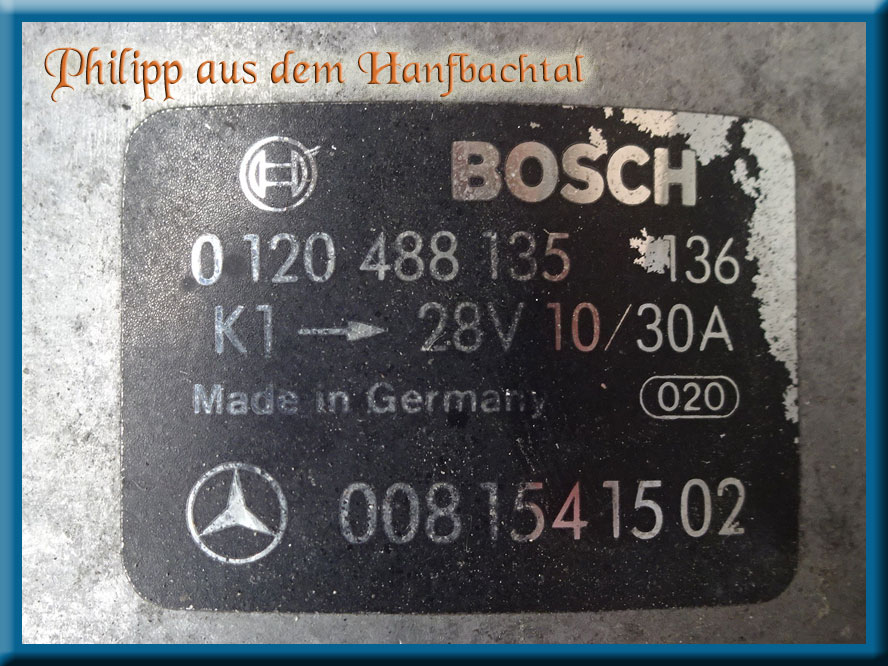 Philipp aus dem Hanfbachtal
BOSCH
0 120 488 135 136
K1 → 28V 10/30A
Made in Germany 020
008 154 15 02